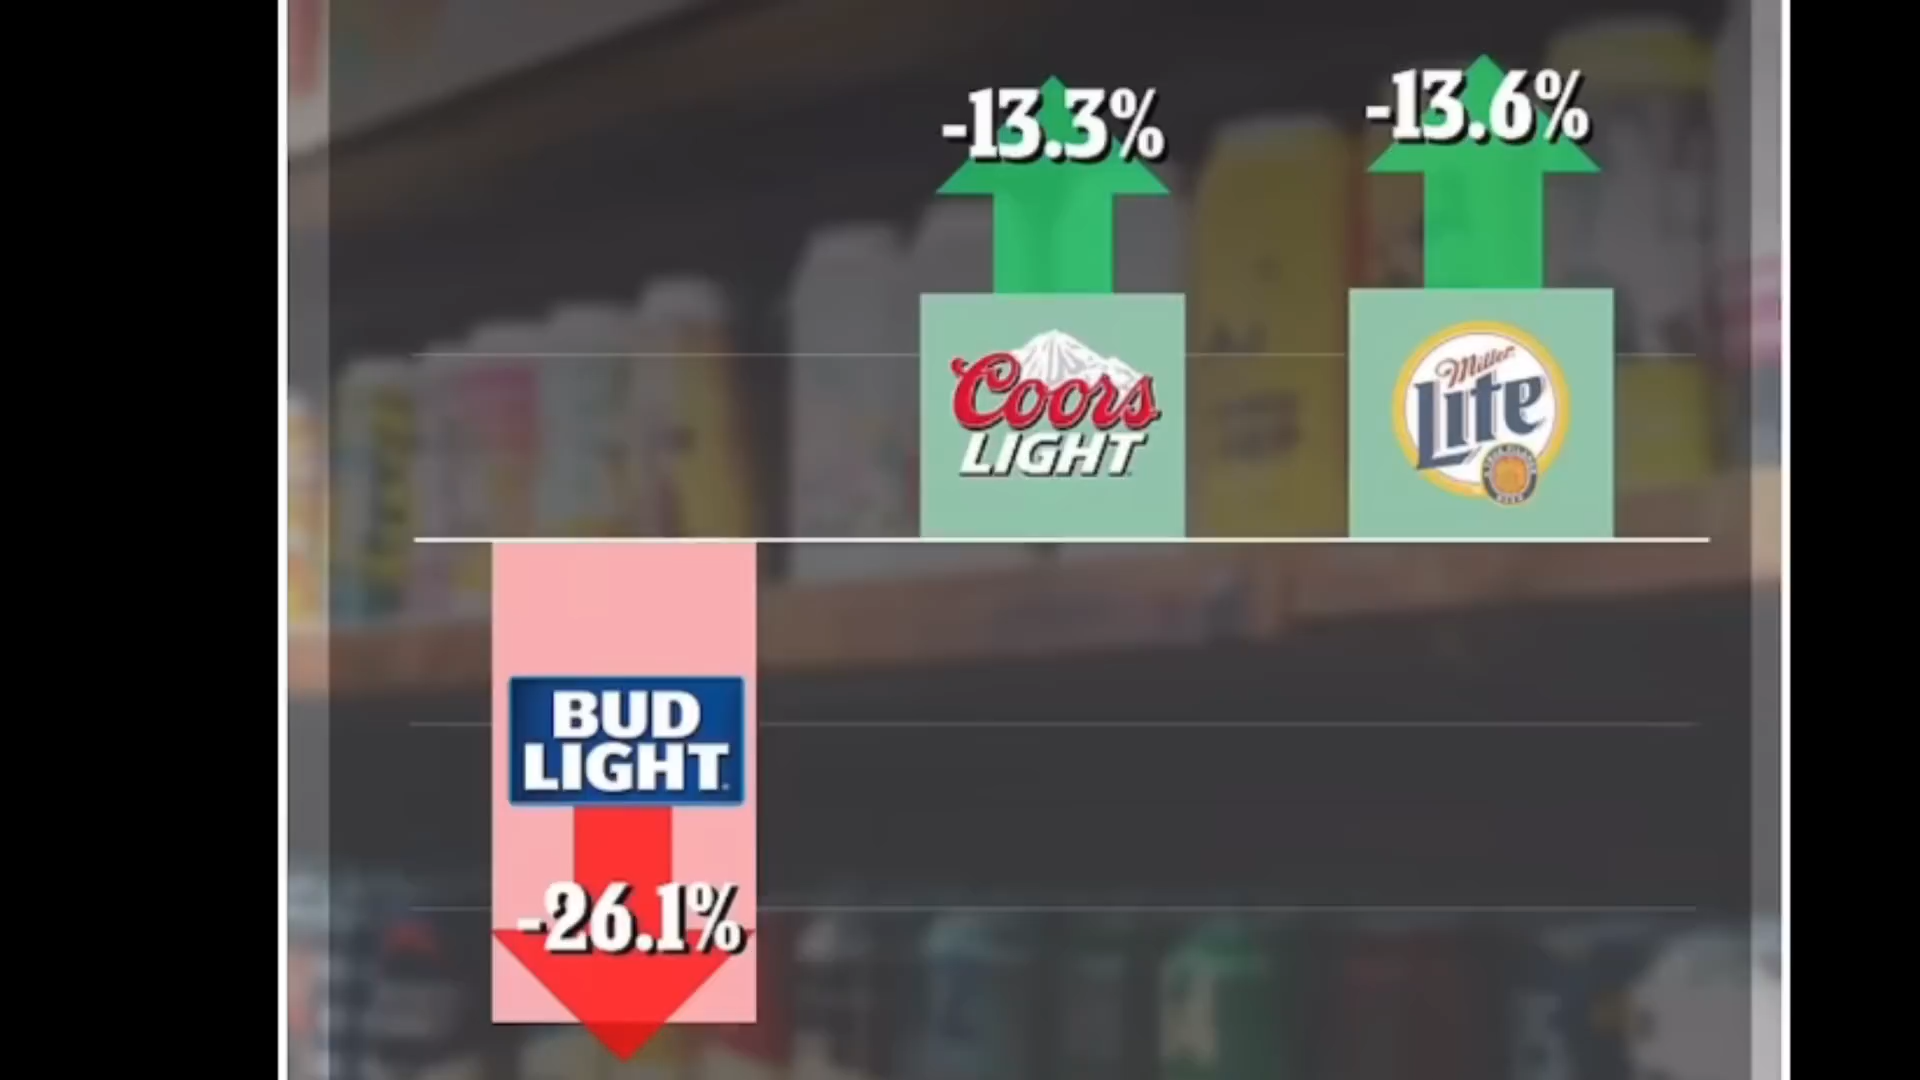 -13.3%
-13.6%
Coors
LIGHT
Miller
Lite
BUD
LIGHT
-26.1%